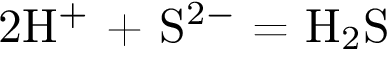 2H⁺ + S²⁻ = H₂S